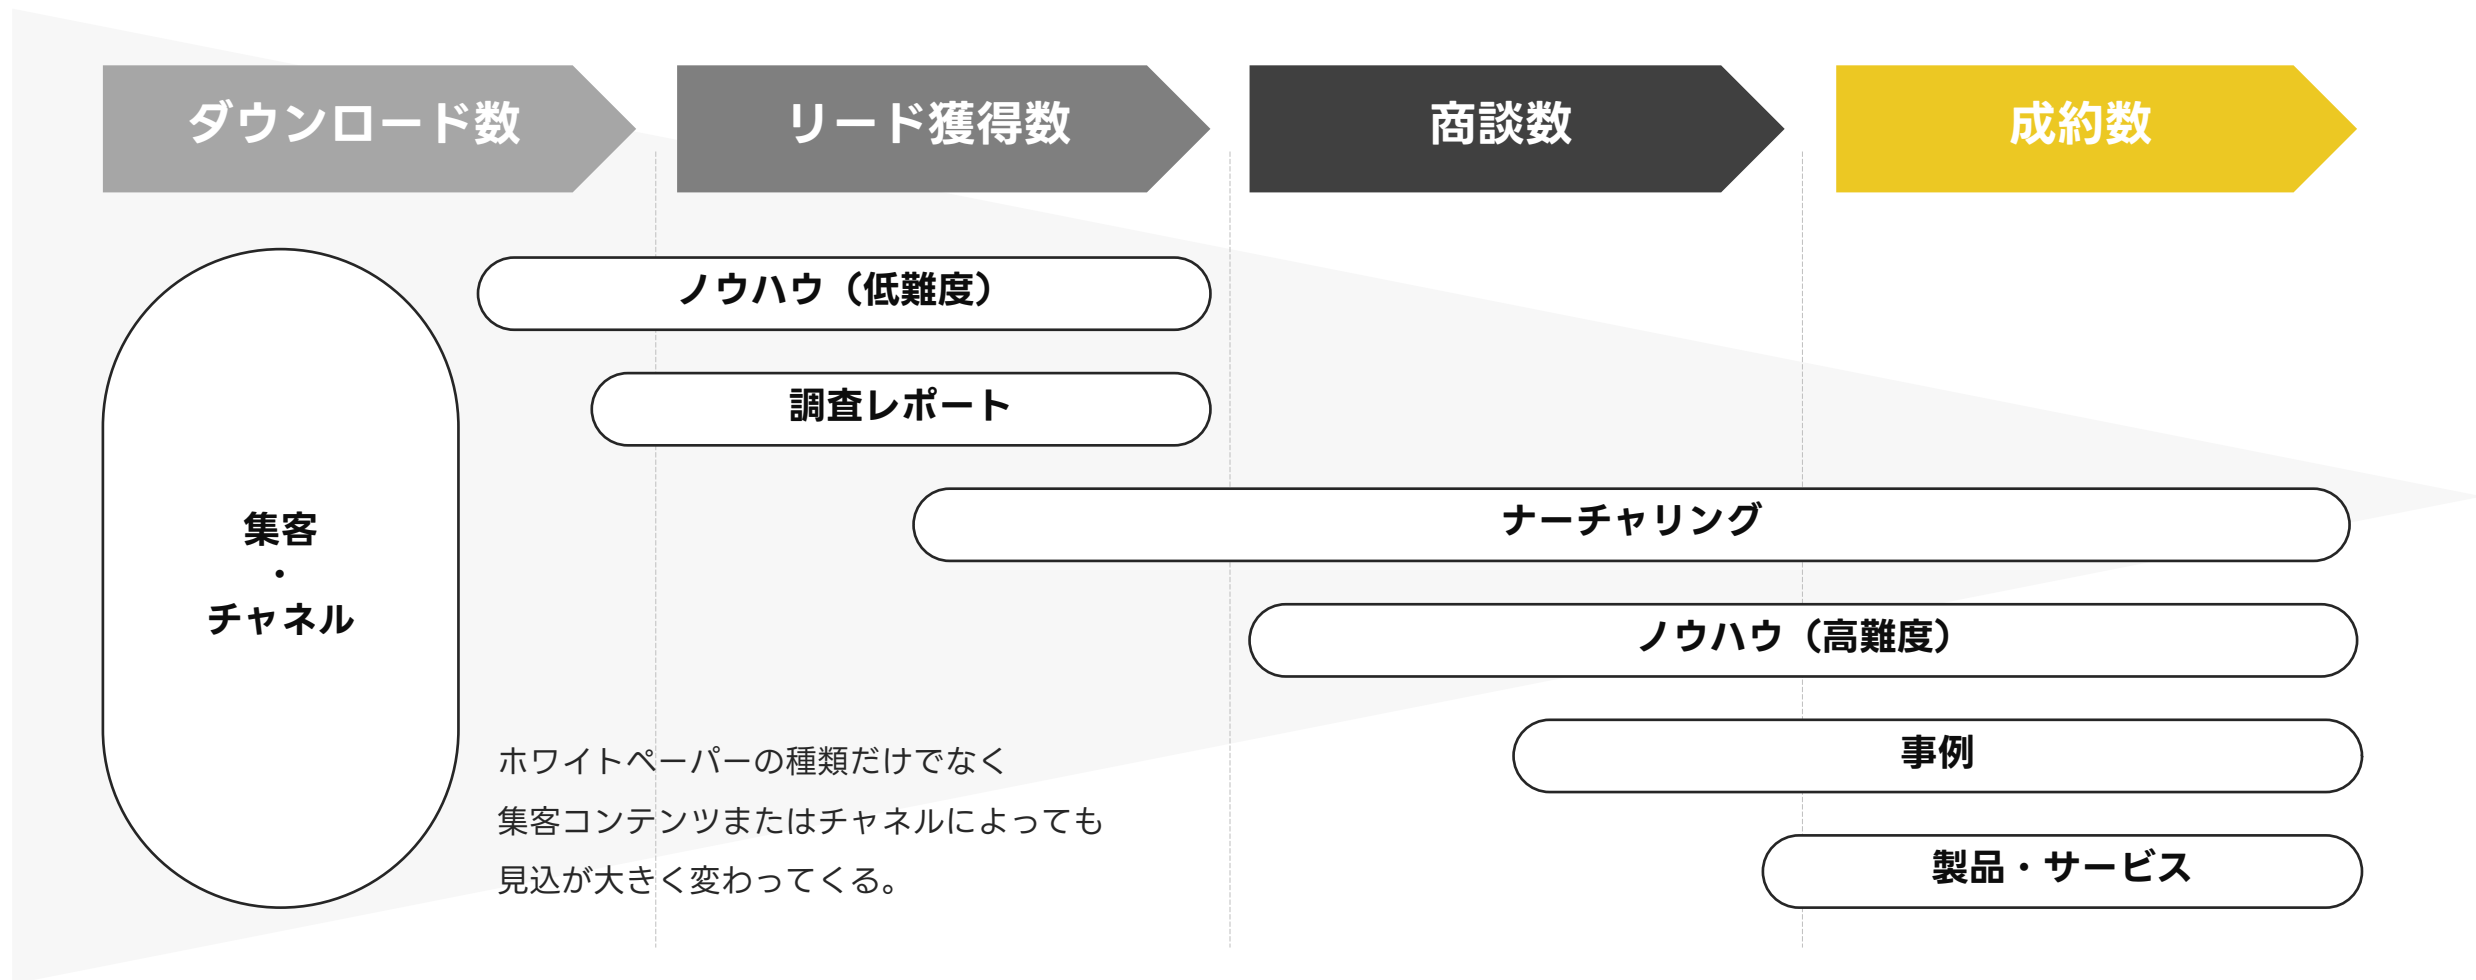 ダウンロード数
リード獲得数
商談数
成約数
ノウハウ（低難度）
調査レポート
ナーチャリング
集客
・
チャネル
ノウハウ（高難度）
事例
製品・サービス
ホワイトペーパーの種類だけでなく
集客コンテンツまたはチャネルによっても
見込が大きく変わってくる。